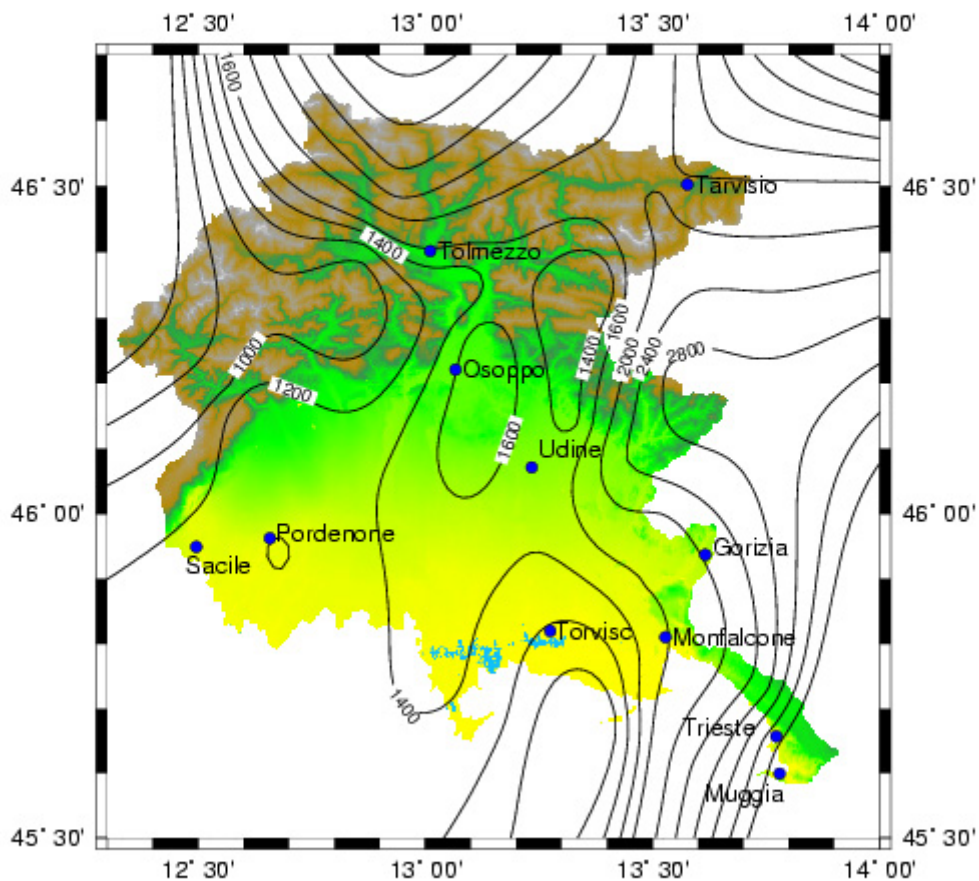 12˚ 30' 13˚ 00' 13˚ 30' 14˚ 00'
1600
46˚ 30' Tarvisio 46˚ 30'
1400 Tolmezzo
1600
1000 1400 2000 2400 2800
Osoppo
1200
1600
Udine
46˚ 00' 46˚ 00'
Pordenone
Sacile Gorizia
Torvisc Monfalcone
1400
Trieste
Muggia
45˚ 30' 45˚ 30'
12˚ 30' 13˚ 00' 13˚ 30' 14˚ 00'